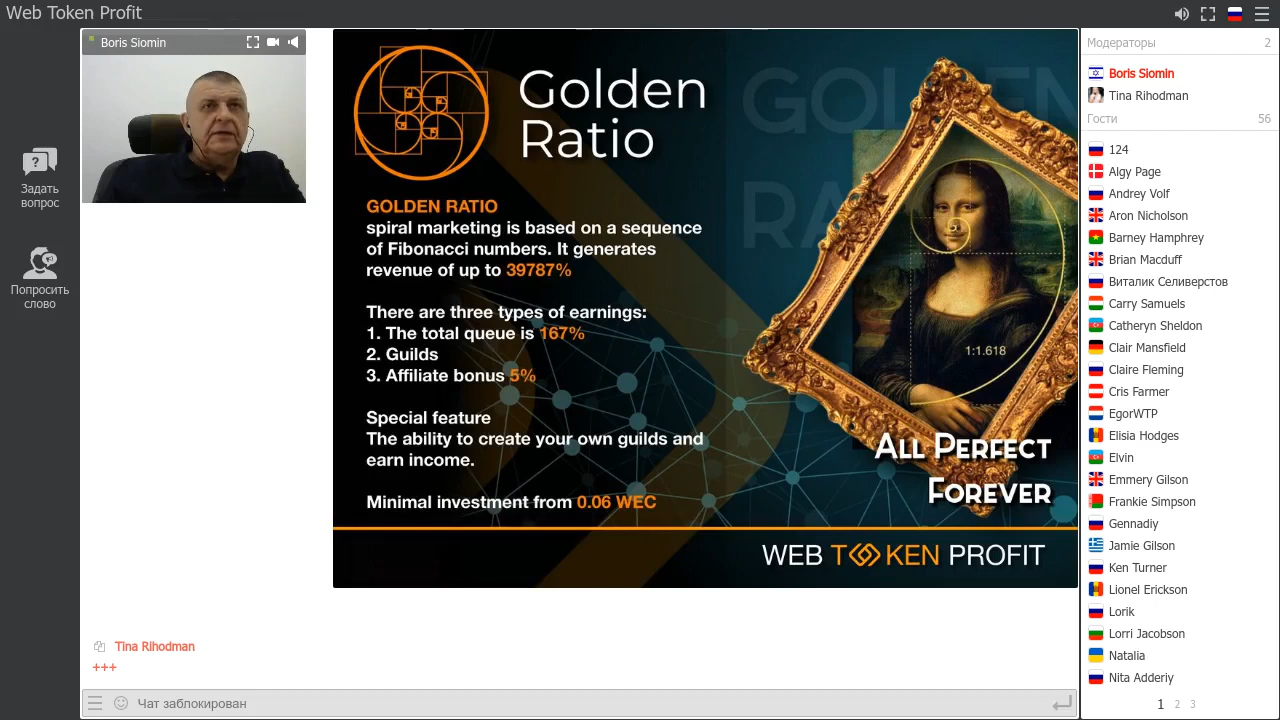 Web Token Profit
Boris Siomin
Задать
вопрос
Попросить
слово
GOLDEN
RATIO
Golden
Ratio
GOLDEN RATIO
spiral marketing is based on a sequence
of Fibonacci numbers. It generates
revenue of up to 39787%
There are three types of earnings:
1. The total queue is 167%
2. Guilds
3. Affiliate bonus 5%
Special feature
The ability to create your own guilds and
earn income.
Minimal investment from 0.06 WEC
1:1.618
ALL PERFECT
FOREVER
WEB TOKEN PROFIT
Tina Rihodman
+++
Чат заблокирован
Модераторы 2
Boris Siomin
Tina Rihodman
Гости 56
124
Algy Page
Andrey Volf
Aron Nicholson
Barney Hamphrey
Brian Macduff
Виталик Селиверстов
Carry Samuels
Catheryn Sheldon
Clair Mansfield
Claire Fleming
Cris Farmer
EgorWTP
Elisia Hodges
Elvin
Emmery Gilson
Frankie Simpson
Gennadiy
Jamie Gilson
Ken Turner
Lionel Erickson
Lorik
Lorri Jacobson
Natalia
Nita Adderiy
1 2 3